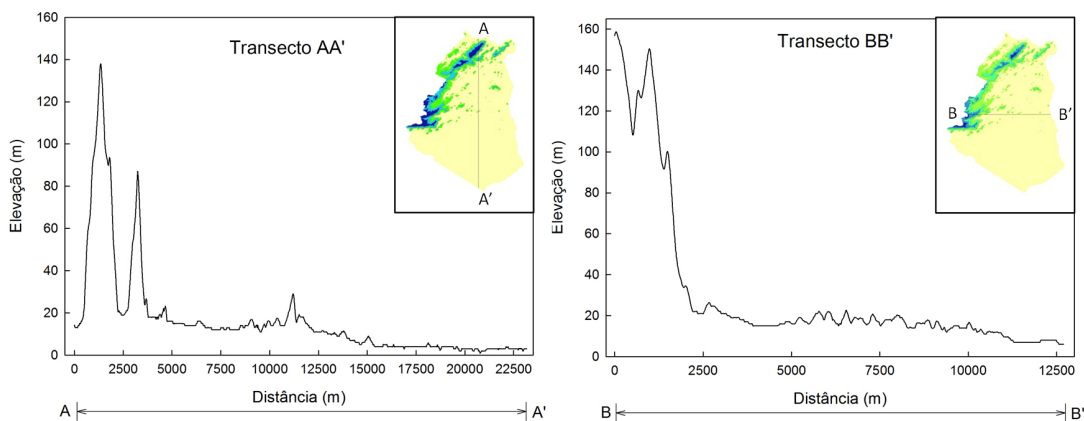 Transecto AA'
A
A'
Elevação (m)
160
140
120
100
80
60
40
20
0
0 2500 5000 7500 10000 12500 15000 17500 20000 22500
Distância (m)
A A'
Transecto BB'
B B'
Elevação (m)
160
140
120
100
80
60
40
20
0
0 2500 5000 7500 10000 12500
Distância (m)
B B'